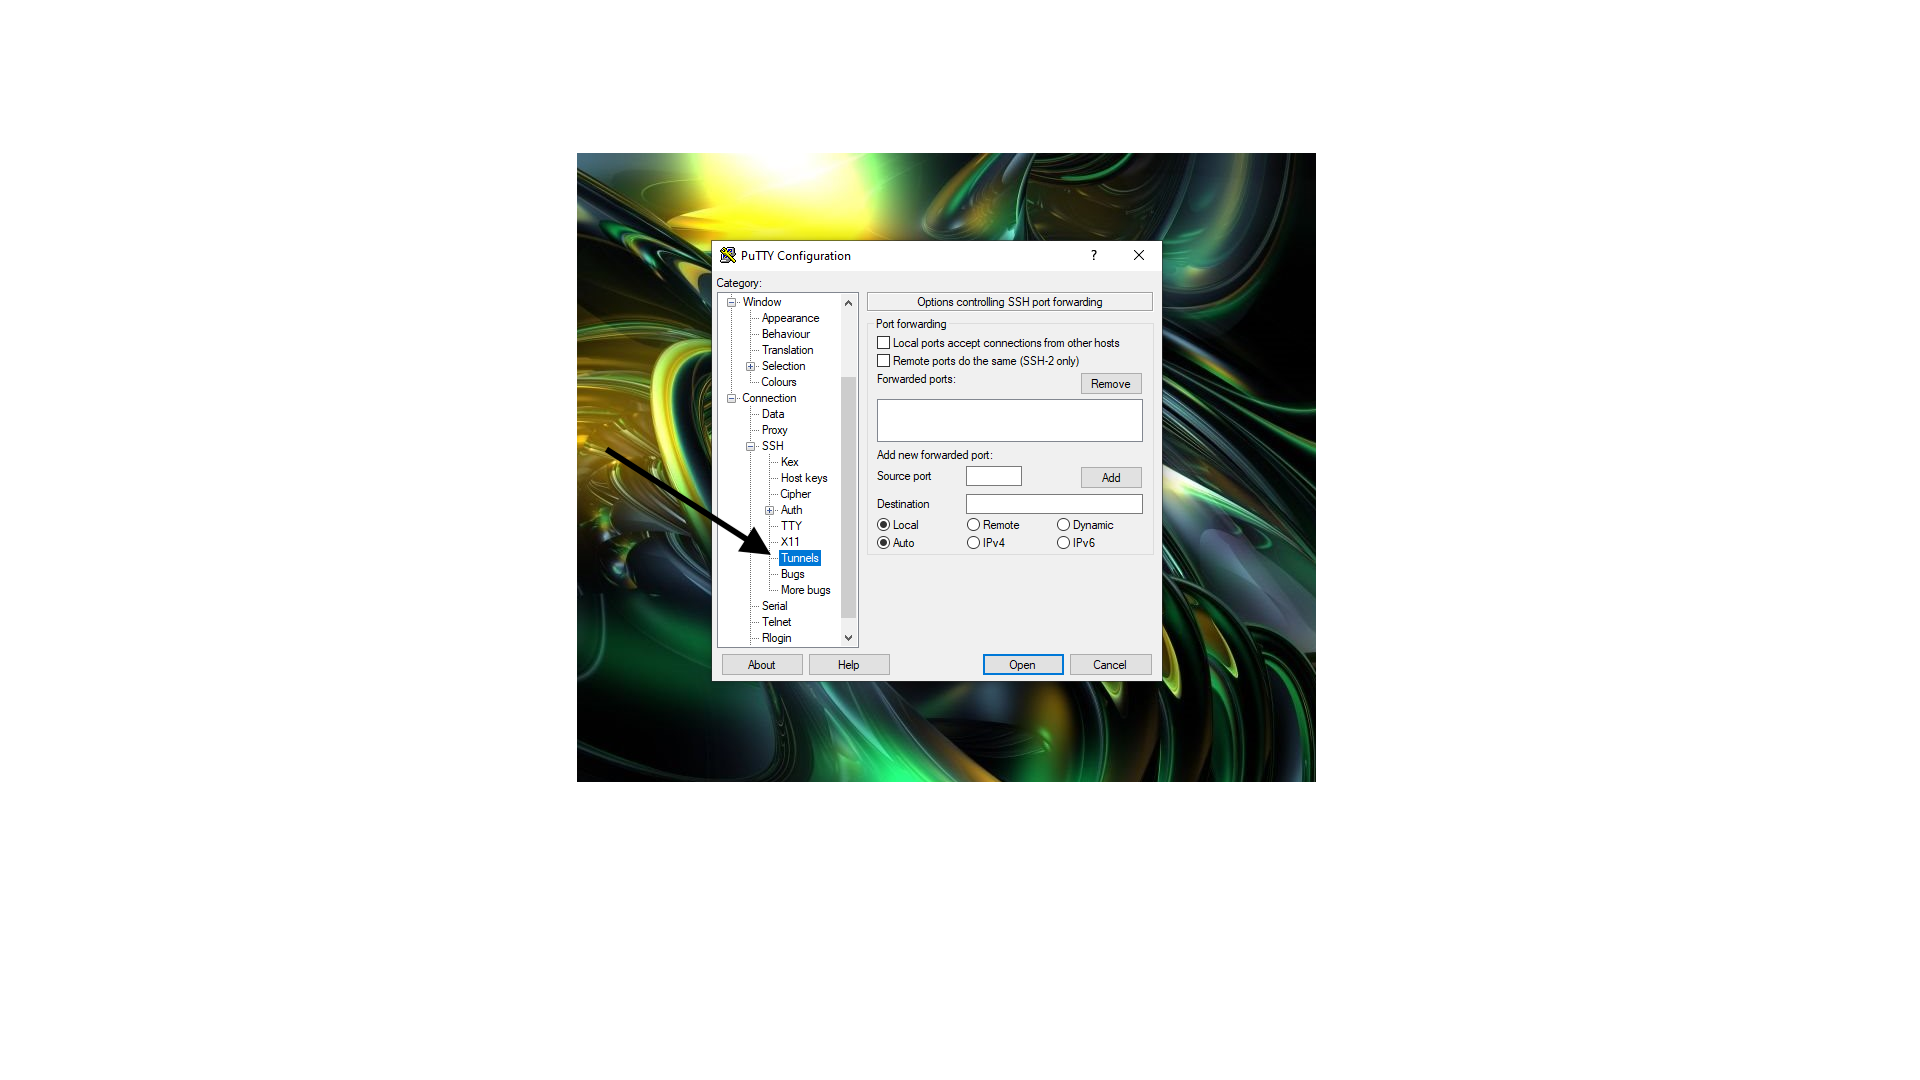 PuTTY Configuration
?
Category:
Window
Appearance
Behaviour
Translation
Selection
Colours
Connection
Data
Proxy
SSH
Kex
Host keys
Cipher
Auth
TTY
X11
Tunnels
Bugs
More bugs
Serial
Telnet
Rlogin
Options controlling SSH port forwarding
Port forwarding
Local ports accept connections from other hosts
Remote ports do the same (SSH-2 only)
Forwarded ports:
Remove
Add new forwarded port:
Source port
Add
Destination
Local Remote Dynamic
Auto IPv4 IPv6
About Help Open Cancel